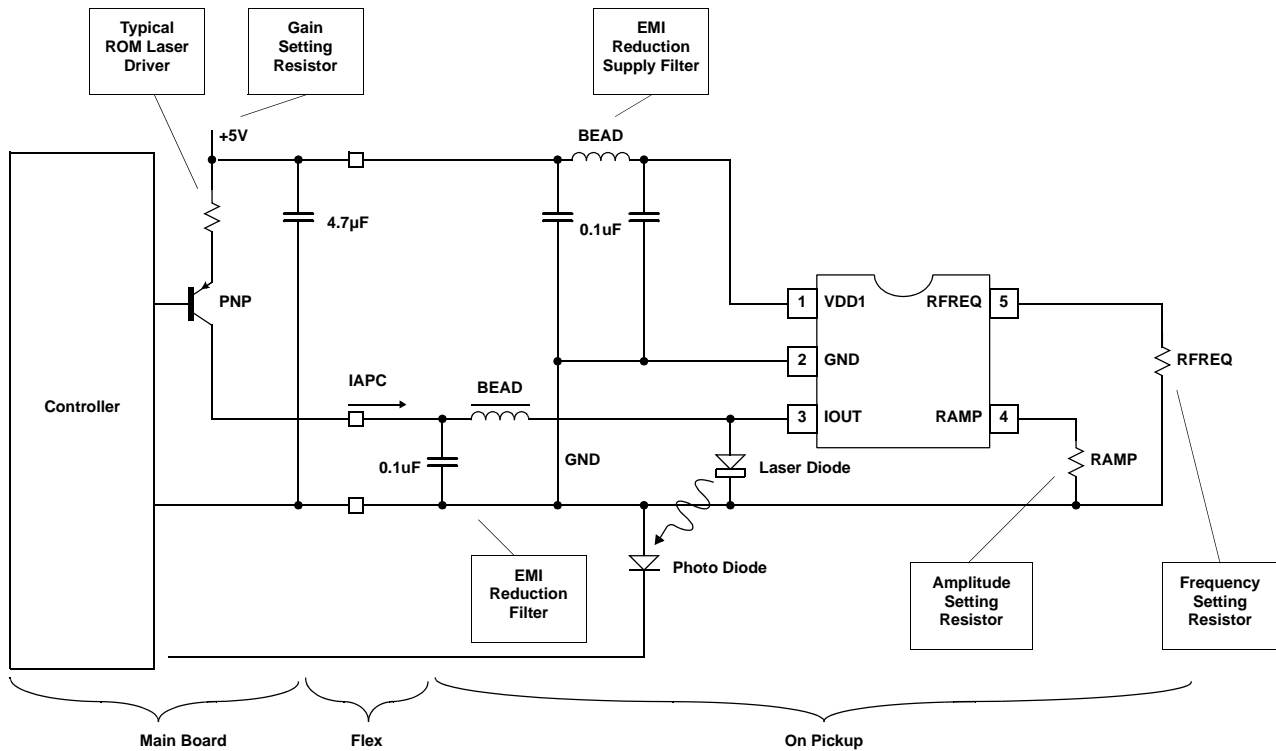 Typical
ROM Laser
Driver
Gain
Setting
Resistor
EMI
Reduction
Supply Filter
+5V
BEAD
4.7µF
0.1uF
PNP
1
VDD1
RFREQ
5
2
GND
RFREQ
IAPC
BEAD
Controller
3
IOUT
RAMP
4
0.1uF
GND
Laser Diode
RAMP
Photo Diode
EMI
Reduction
Filter
Amplitude
Setting
Resistor
Frequency
Setting
Resistor
Main Board
Flex
On Pickup